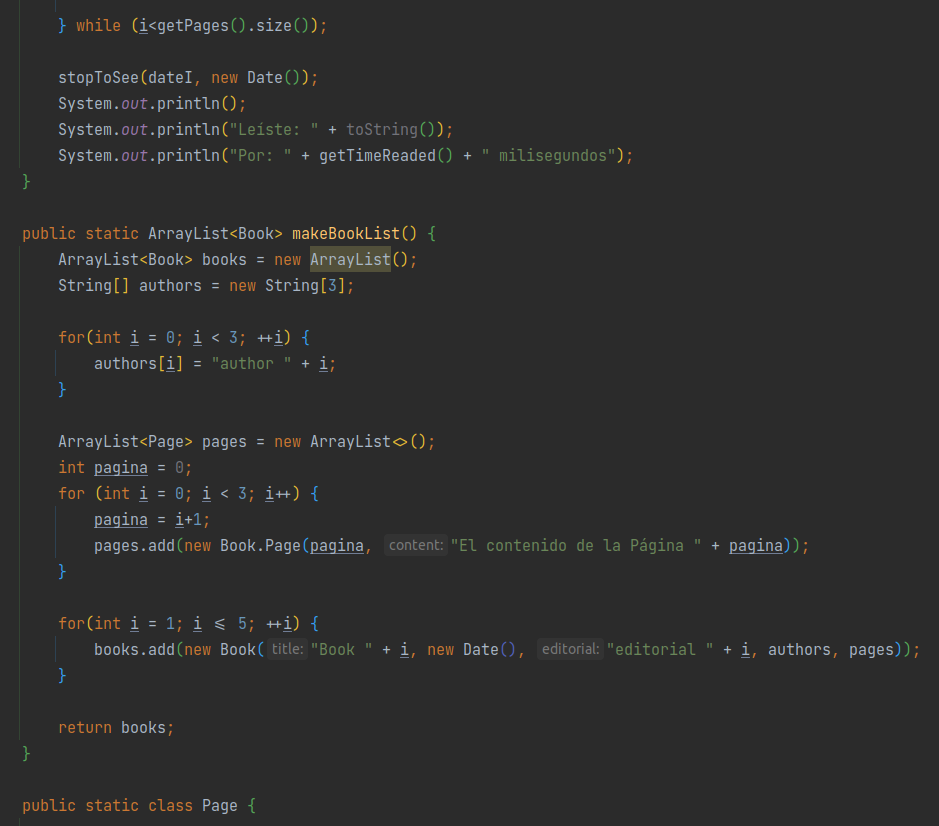 } while (i<getPages().size());
stopToSee(dateI, new Date());
System.out.println();
System.out.println("Leíste: " + toString());
System.out.println("Por: " + getTimeReaded() + " milisegundos");
}
public static ArrayList<Book> makeBookList() {
ArrayList<Book> books = new ArrayList();
String[] authors = new String[3];
for(int i = 0; i < 3; ++i) {
authors[i] = "author " + i;
}
ArrayList<Page> pages = new ArrayList<>();
int pagina = 0;
for (int i = 0; i < 3; i++) {
pagina = i+1;
pages.add(new Book.Page(pagina, content: "El contenido de la Página " + pagina));
}
for(int i = 1; i <= 5; ++i) {
books.add(new Book( title: "Book " + i, new Date(), editorial: "editorial " + i, authors, pages));
}
return books;
}
public static class Page {